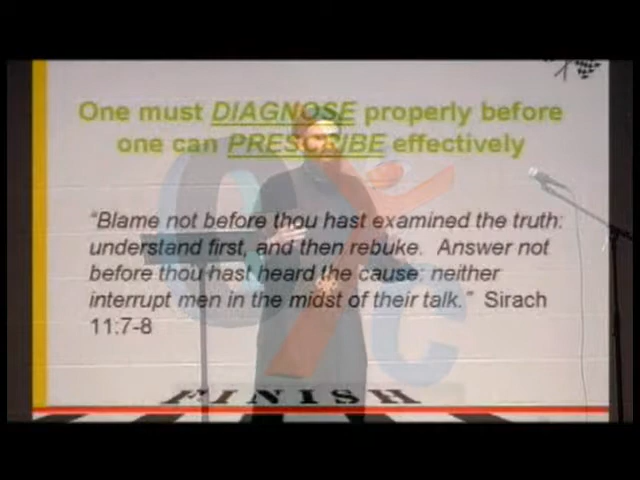 One must DIAGNOSE properly before
one can PRESCRIBE effectively
“Blame not before thou hast examined the truth:
understand first, and then rebuke. Answer not
before thou hast heard the cause: neither
interrupt men in the midst of their talk.” Sirach
11:7-8
FINISH